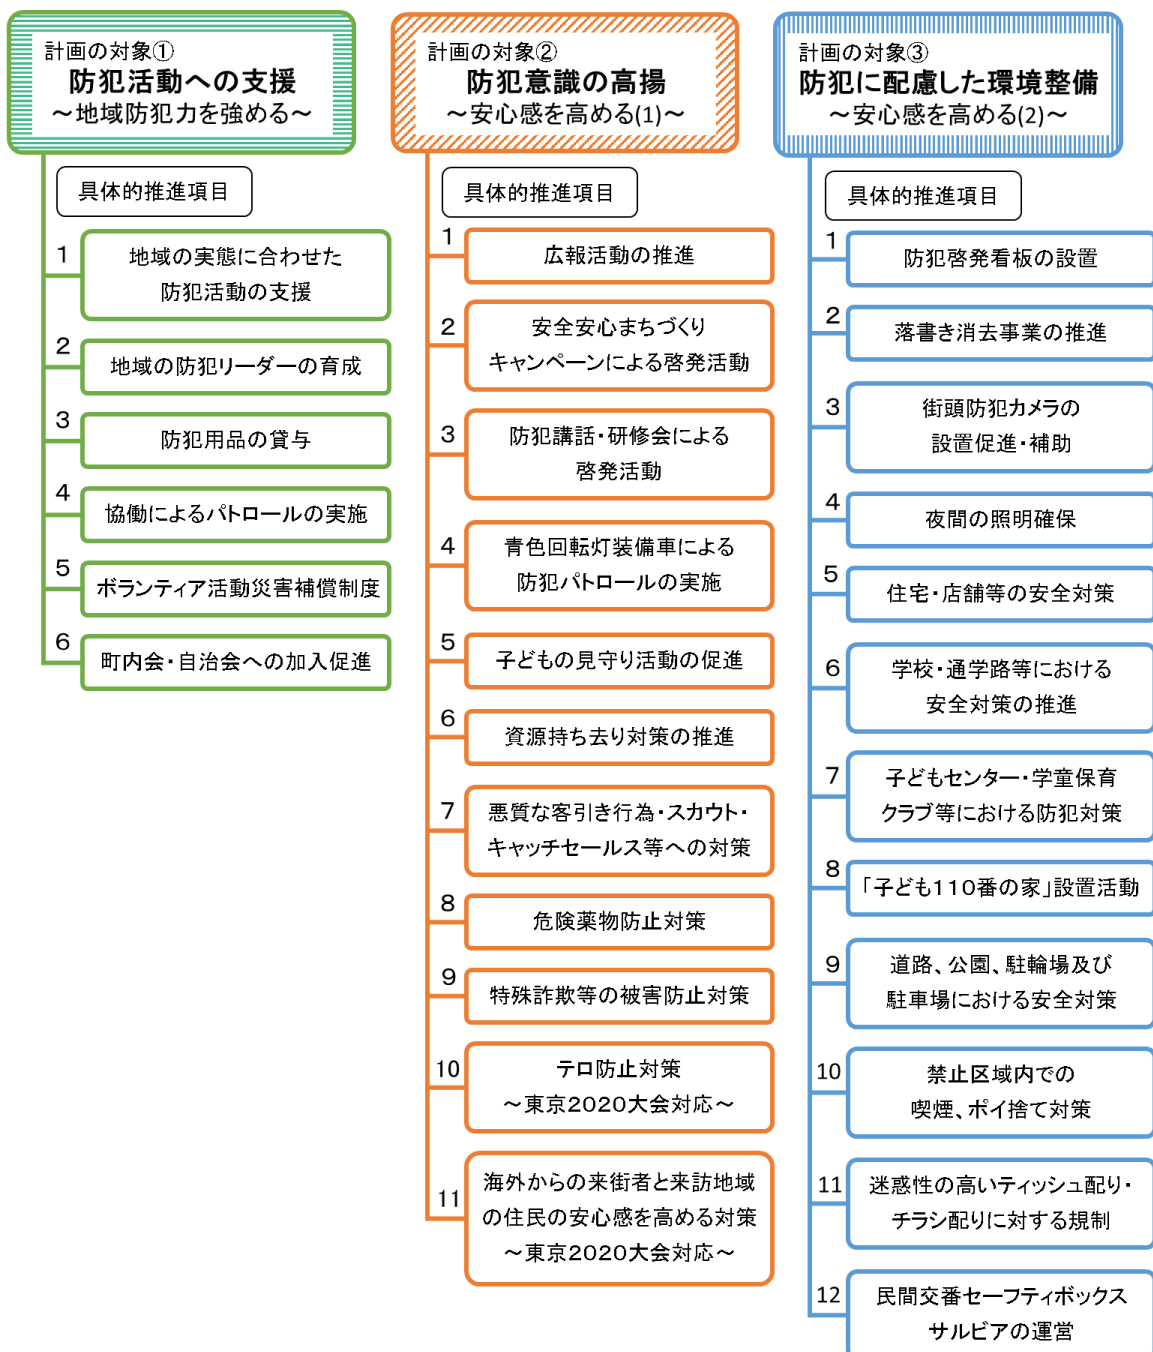 計画の対象①
防犯活動への支援
～地域防犯力を強める～
具体的推進項目
1
地域の実態に合わせた
防犯活動の支援
2
地域の防犯リーダーの育成
3
防犯用品の貸与
4
協働によるパトロールの実施
5
ボランティア活動災害補償制度
6
町内会・自治会への加入促進
計画の対象②
防犯意識の高揚
～安心感を高める(1)～
具体的推進項目
1
広報活動の推進
2
安全安心まちづくり
キャンペーンによる啓発活動
3
防犯講話・研修会による
啓発活動
4
青色回転灯装備車による
防犯パトロールの実施
5
子どもの見守り活動の促進
6
資源持ち去り対策の推進
7
悪質な客引き行為・スカウト・
キャッチセールス等への対策
8
危険薬物防止対策
9
特殊詐欺等の被害防止対策
10
テロ防止対策
～東京2020大会対応～
11
海外からの来街者と来訪地域
の住民の安心感を高める対策
～東京2020大会対応～
計画の対象③
防犯に配慮した環境整備
～安心感を高める(2)～
具体的推進項目
1
防犯啓発看板の設置
2
落書き消去事業の推進
3
街頭防犯カメラの
設置促進・補助
4
夜間の照明確保
5
住宅・店舗等の安全対策
6
学校・通学路等における
安全対策の推進
7
子どもセンター・学童保育
クラブ等における防犯対策
8
「子ども110番の家」設置活動
9
道路、公園、駐輪場及び
駐車場における安全対策
10
禁止区域内での
喫煙、ポイ捨て対策
11
迷惑性の高いティッシュ配り・
チラシ配りに対する規制
12
民間交番セーフティボックス
サルビアの運営